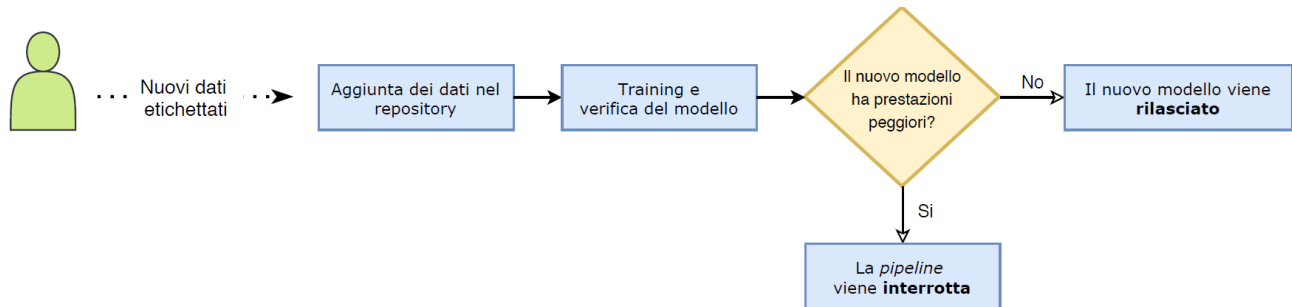 Nuovi dati
etichettati
Aggiunta dei dati nel
repository
Training e
verifica del modello
Il nuovo modello
ha prestazioni
peggiori?
No
Il nuovo modello viene
rilasciato
Si
La pipeline
viene interrotta